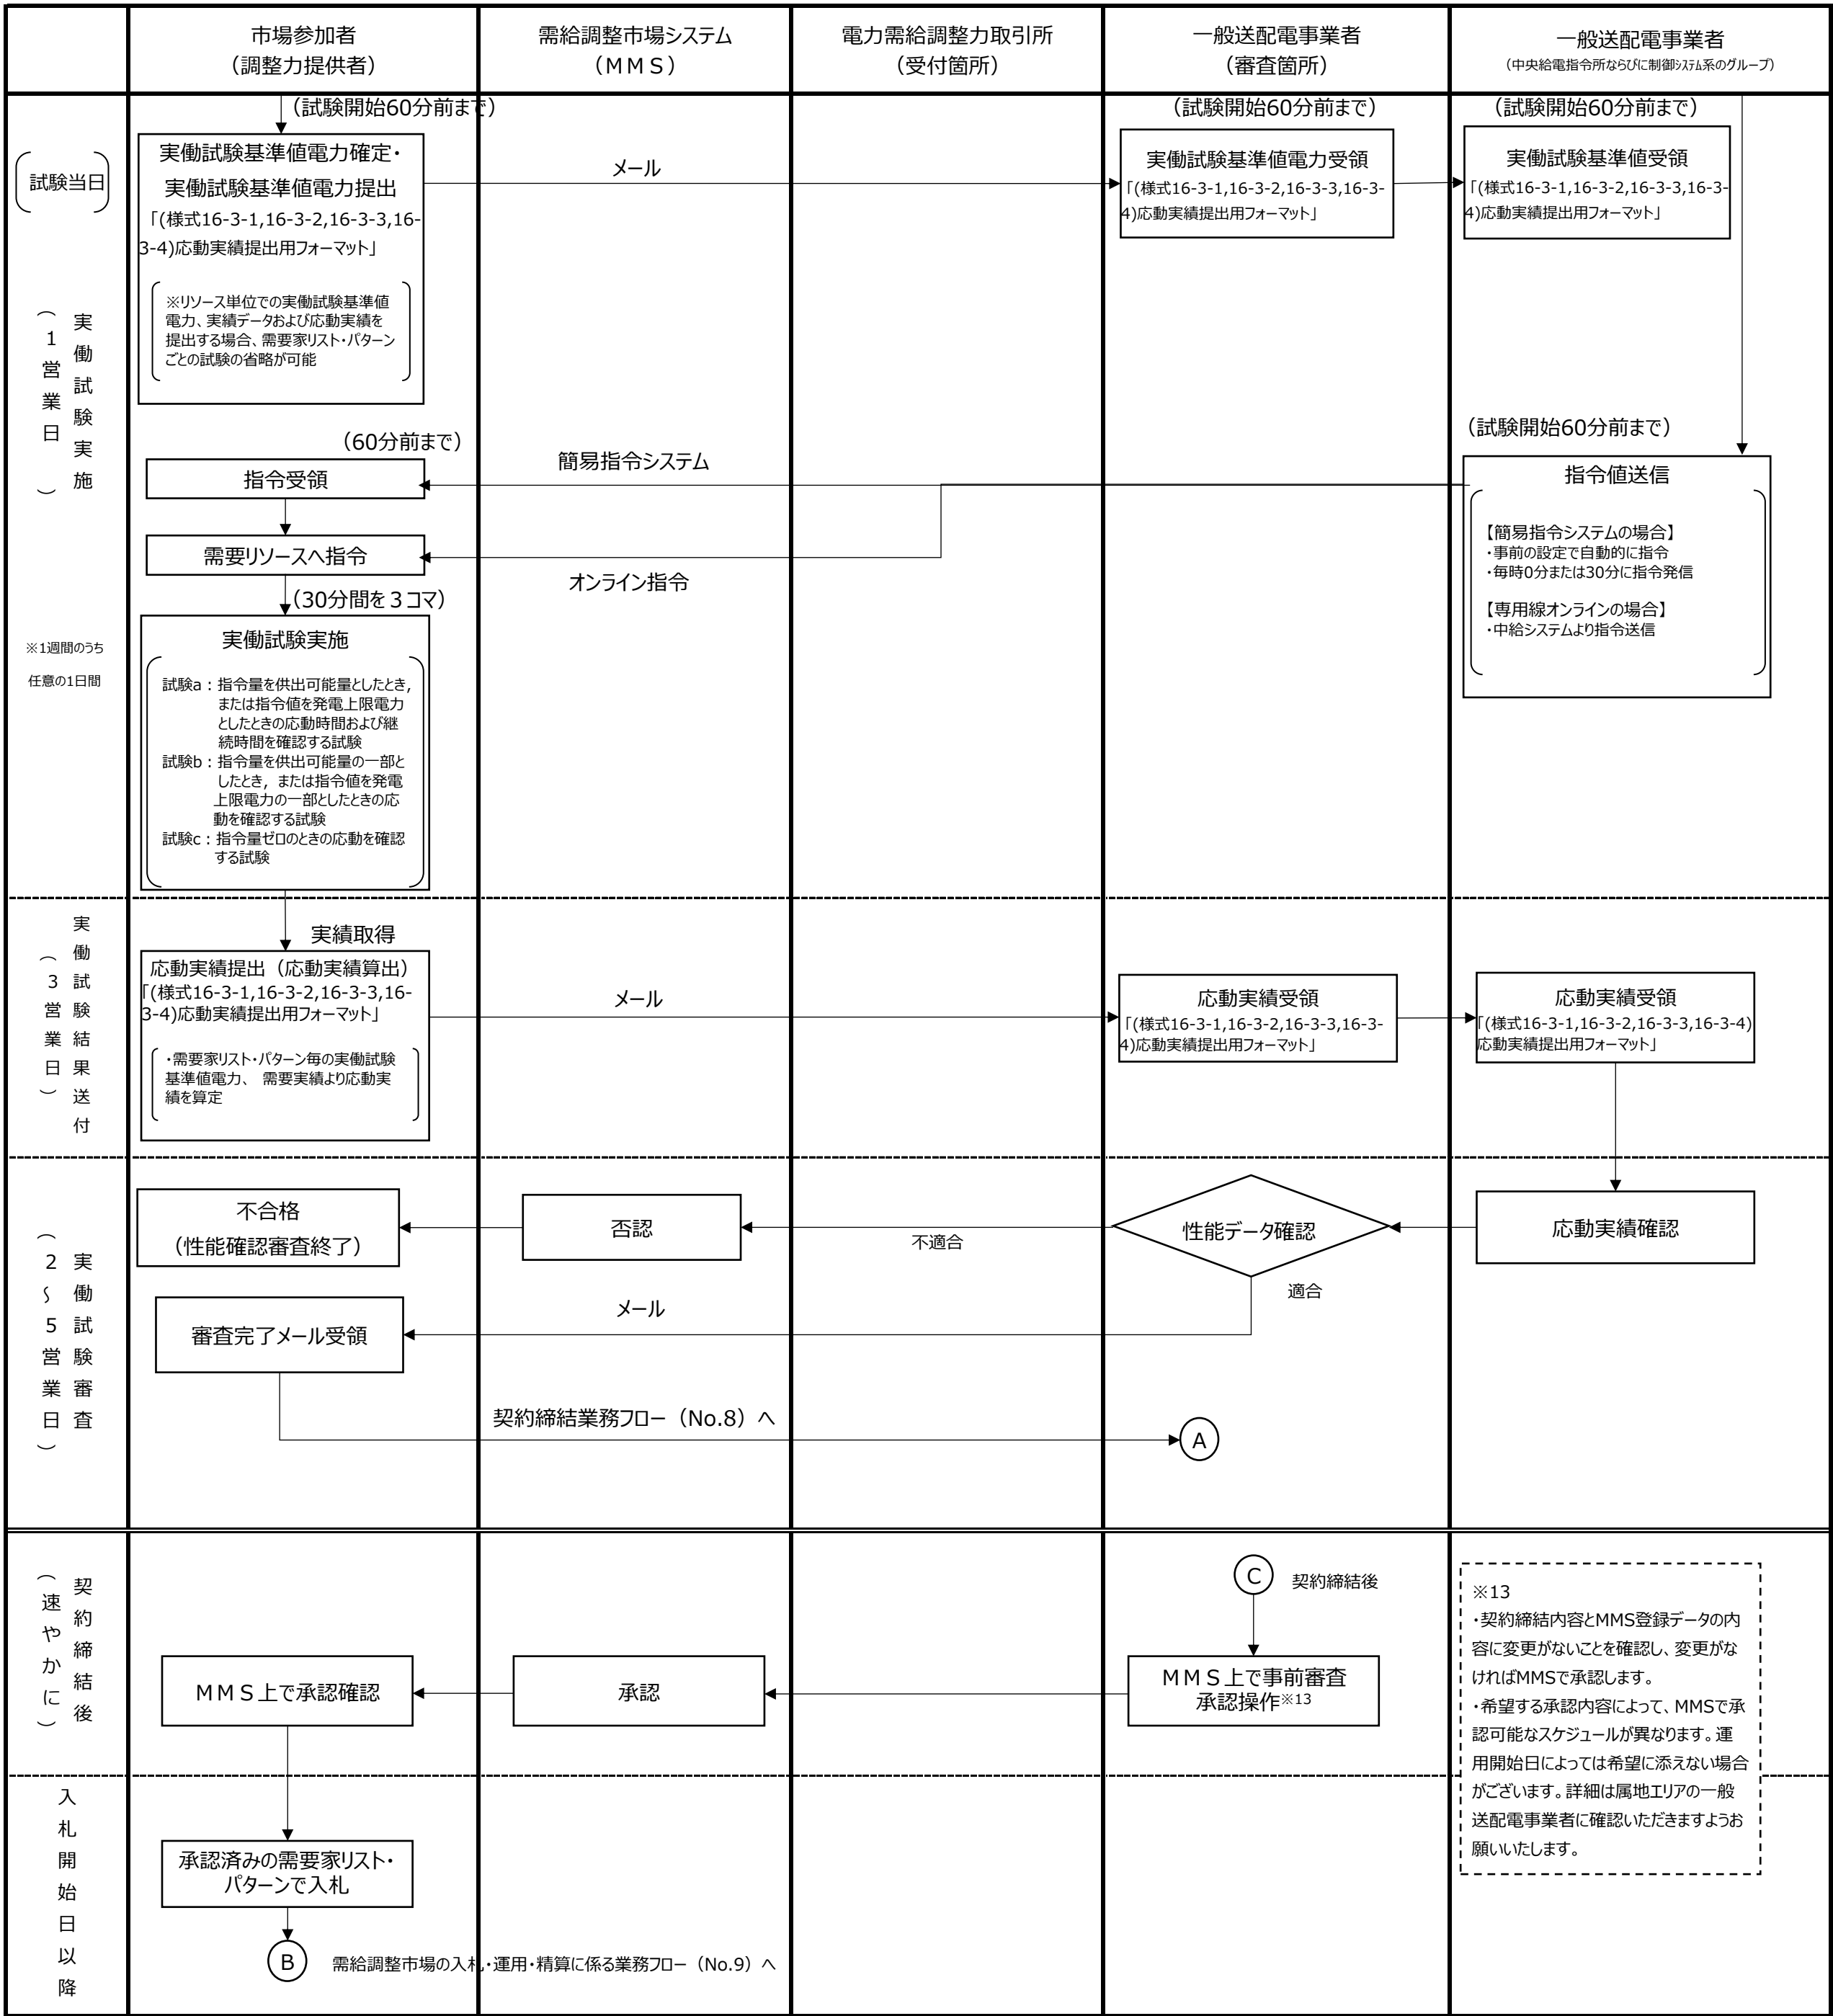 市場参加者
（調整力提供者）
需給調整市場システム
（ＭＭＳ）
電力需給調整力取引所
（受付箇所）
一般送配電事業者
（審査箇所）
一般送配電事業者
（中央給電指令所ならびに制御ｼｽﾃﾑ系のグループ）
試験当日
実働試験実施
（１営業日）
※1週間のうち
任意の1日間
（試験開始60分前まで）
実働試験基準値電力確定・
実働試験基準値電力提出
「(様式16-3-1,16-3-2,16-3-3,16-
3-4)応動実績提出用フォーマット」
※リソース単位での実働試験基準値
電力、実績データおよび応動実績を
提出する場合、需要家リスト・パターン
ごとの試験の省略が可能
メール
（試験開始60分前まで）
実働試験基準値電力受領
「(様式16-3-1,16-3-2,16-3-3,16-3-
4)応動実績提出用フォーマット」
（試験開始60分前まで）
実働試験基準値受領
「(様式16-3-1,16-3-2,16-3-3,16-3-
4)応動実績提出用フォーマット」
（60分前まで）
指令受領
簡易指令システム
（試験開始60分前まで）
指令値送信
【簡易指令システムの場合】
・事前の設定で自動的に指令
・毎時0分または30分に指令発信
【専用線オンラインの場合】
・中給システムより指令送信
需要リソースへ指令
オンライン指令
（30分間を３コマ）
実働試験実施
試験a：指令量を供出可能量としたとき，
または指令値を発電上限電力
としたときの応動時間および継
続時間を確認する試験
試験b：指令量を供出可能量の一部と
したとき，または指令値を発電
上限電力の一部としたときの応
動を確認する試験
試験c：指令量ゼロのときの応動を確認
する試験
実働試験結果送付
（３営業日）
実績取得
応動実績提出（応動実績算出）
「(様式16-3-1,16-3-2,16-3-3,16-
3-4)応動実績提出用フォーマット」
・需要家リスト・パターン毎の実働試験
基準値電力、 需要実績より応動実
績を算定
メール
応動実績受領
「(様式16-3-1,16-3-2,16-3-3,16-3-
4)応動実績提出用フォーマット」
応動実績受領
「(様式16-3-1,16-3-2,16-3-3,16-3-4)
応動実績提出用フォーマット」
実働試験審査
（２～５営業日）
不合格
（性能確認審査終了）
否認
不適合
性能データ確認
適合
応動実績確認
審査完了メール受領
メール
契約締結業務フロー（No.8）へ
A
契約締結後
（速やかに）
C
契約締結後
ＭＭＳ上で承認確認
承認
ＭＭＳ上で事前審査
承認操作※13
※13
・契約締結内容とMMS登録データの内
容に変更がないことを確認し、変更がな
ければMMSで承認します。
・希望する承認内容によって、MMSで承
認可能なスケジュールが異なります。運
用開始日によっては希望に添えない場合
がございます。詳細は属地エリアの一般
送配電事業者に確認いただきますようお
願いいたします。
入札開始日以降
承認済みの需要家リスト・
パターンで入札
B
需給調整市場の入札・運用・精算に係る業務フロー（No.9）へ